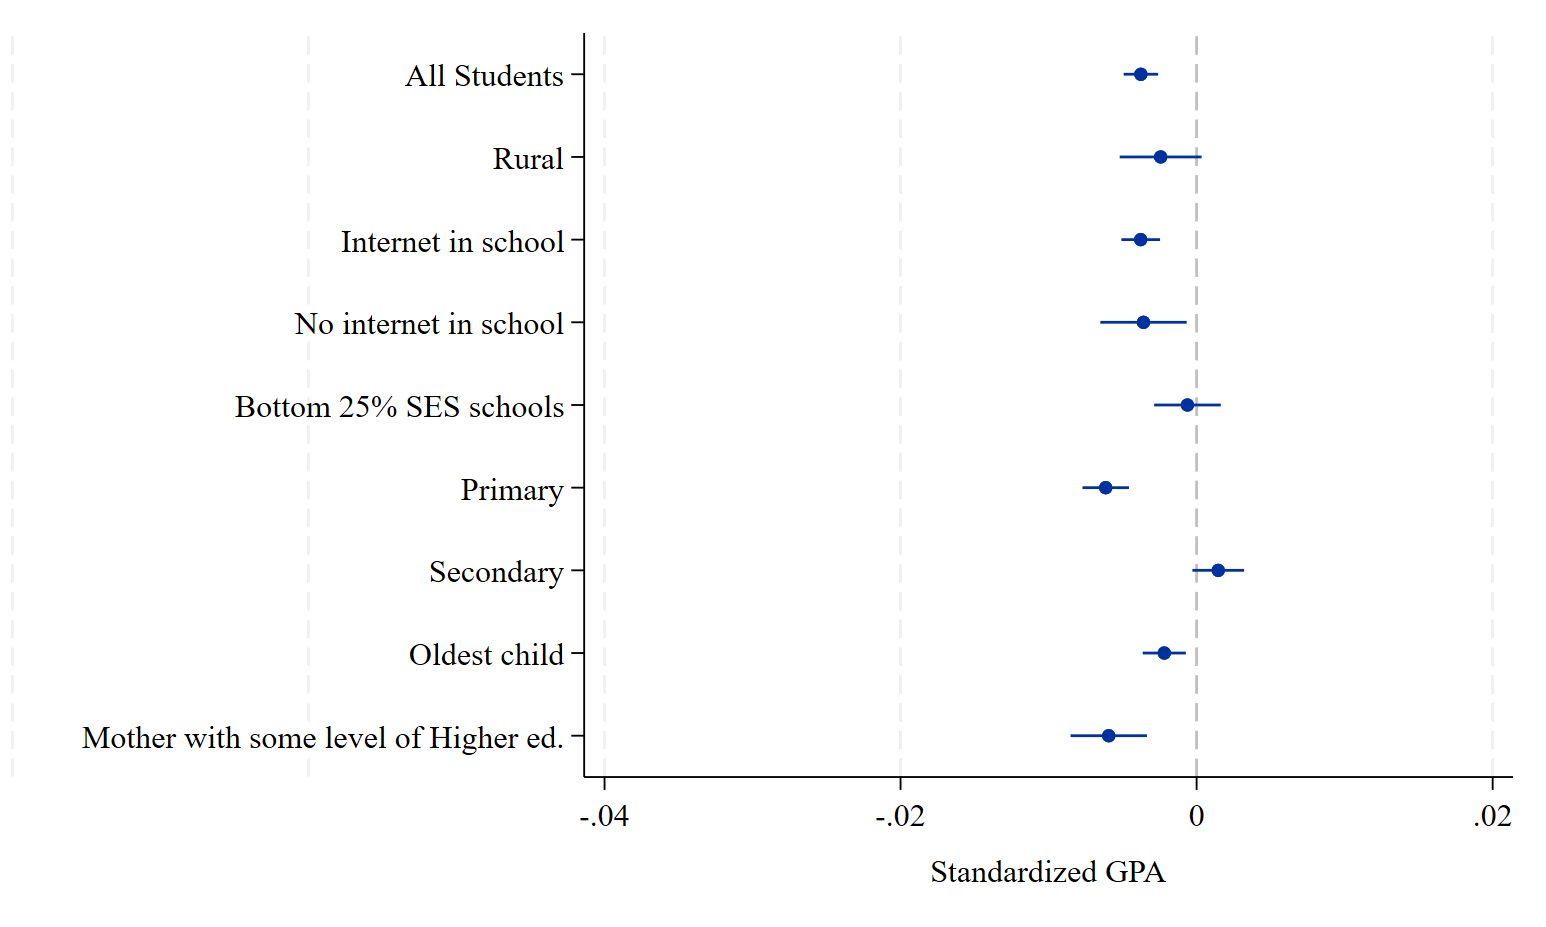 All Students
Rural
Internet in school
No internet in school
Bottom 25% SES schools
Primary
Secondary
Oldest child
Mother with some level of Higher ed.
-.04 -.02 0 .02
Standardized GPA